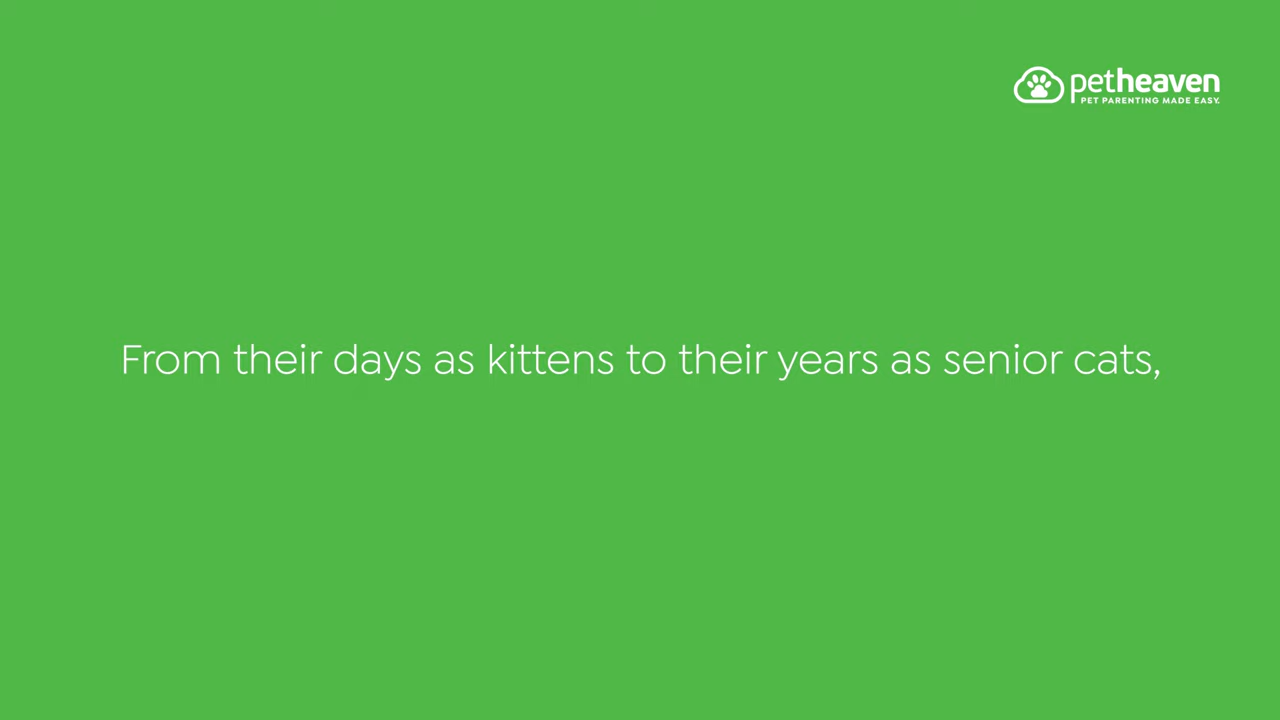 petheaven
PET PARENTING MADE EASY.
From their days as kittens to their years as senior cats,